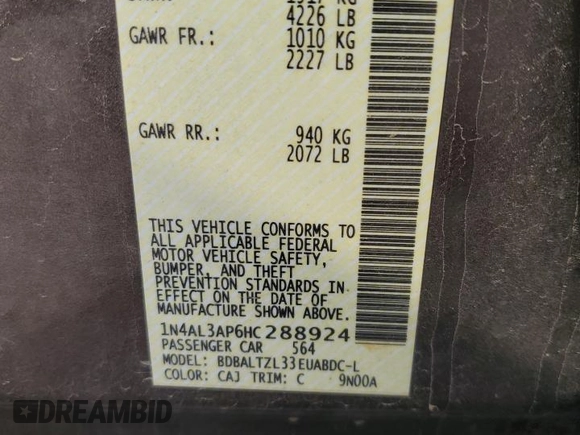 4226 LB
GAWR FR.: 1010 KG
2227 LB
GAWR RR.: 940 KG
2072 LB
THIS VEHICLE CONFORMS TO
ALL APPLICABLE FEDERAL
MOTOR VEHICLE SAFETY,
BUMPER, AND THEFT
PREVENTION STANDARDS IN
EFFECT ON THE DATE OF
MANUFACTURE SHOWN ABOVE.
1N4AL3AP6HC288924
PASSENGER CAR 564
MODEL: BDBALTZL33EUABDC-L
COLOR: CAJ TRIM: C 9N00A
DREAMBID